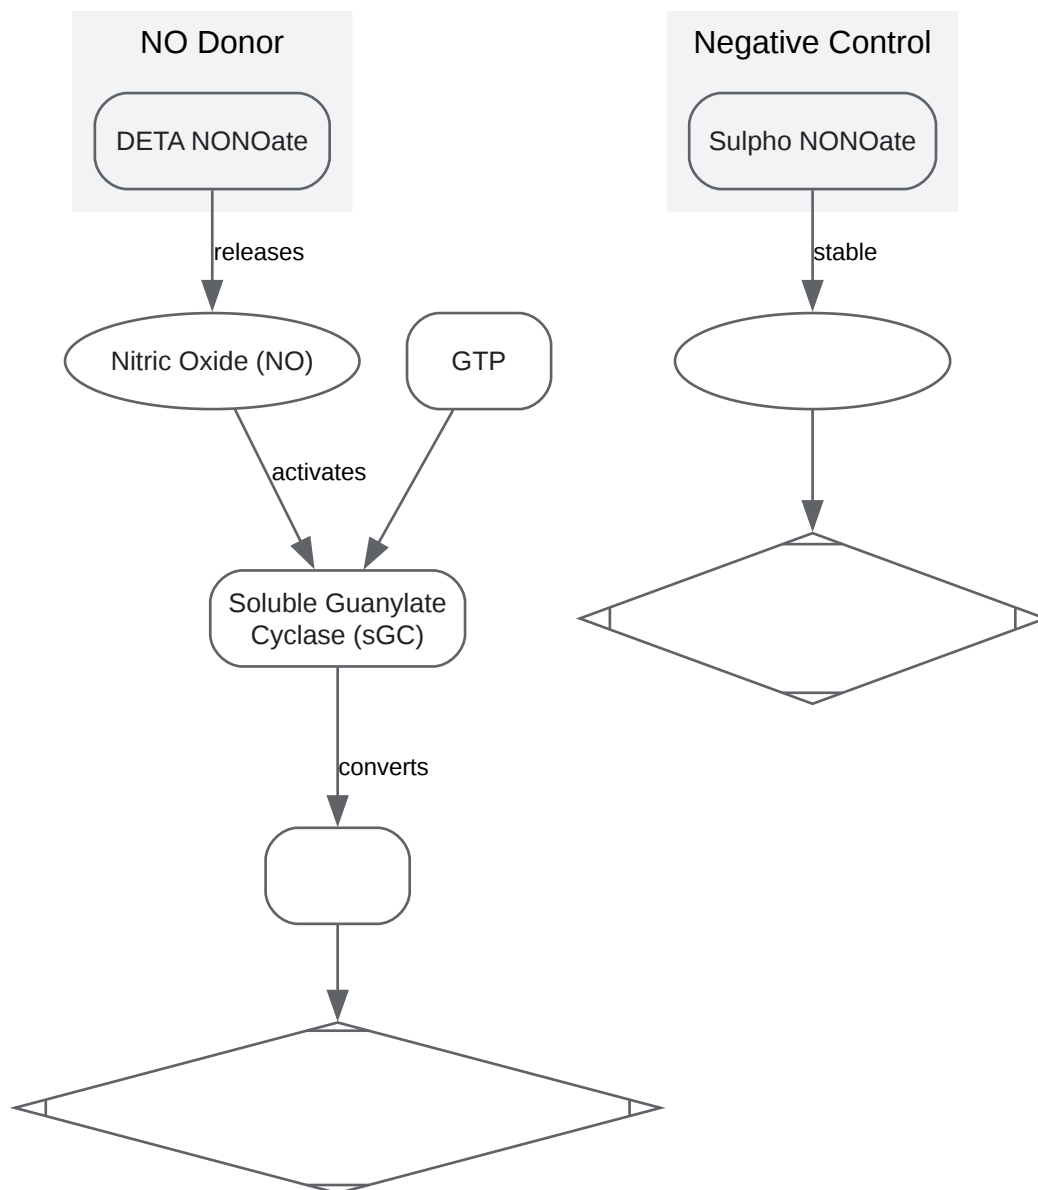 NO Donor
DETA NONOate
releases
Nitric Oxide (NO)
GTP
activates
Soluble Guanylate
Cyclase (sGC)
converts
Negative Control
Sulpho NONOate
stable